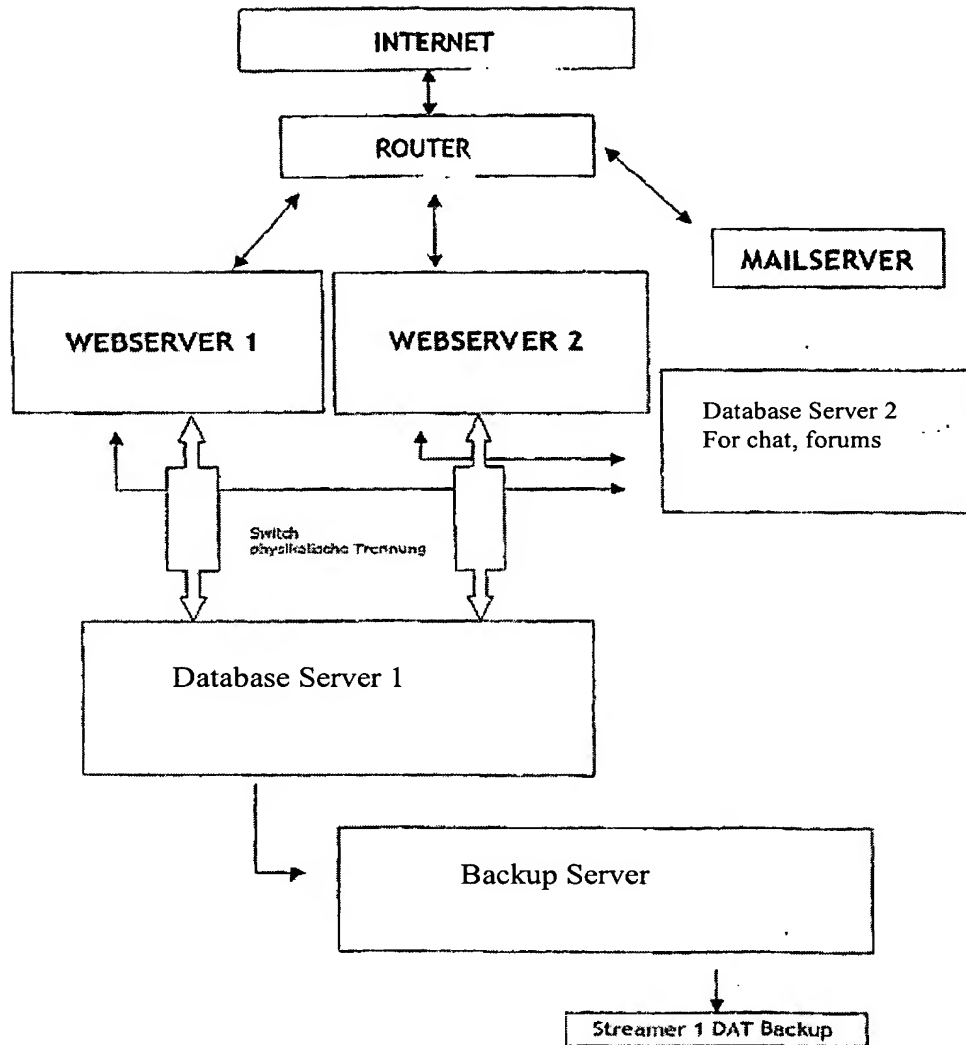 INTERNET
ROUTER
MAILSERVER
WEBSERVER 1
WEBSERVER 2
Database Server 2
For chat, forums
Switch
physikalische Trennung
Database Server 1
Backup Server
Streamer 1 DAT Backup